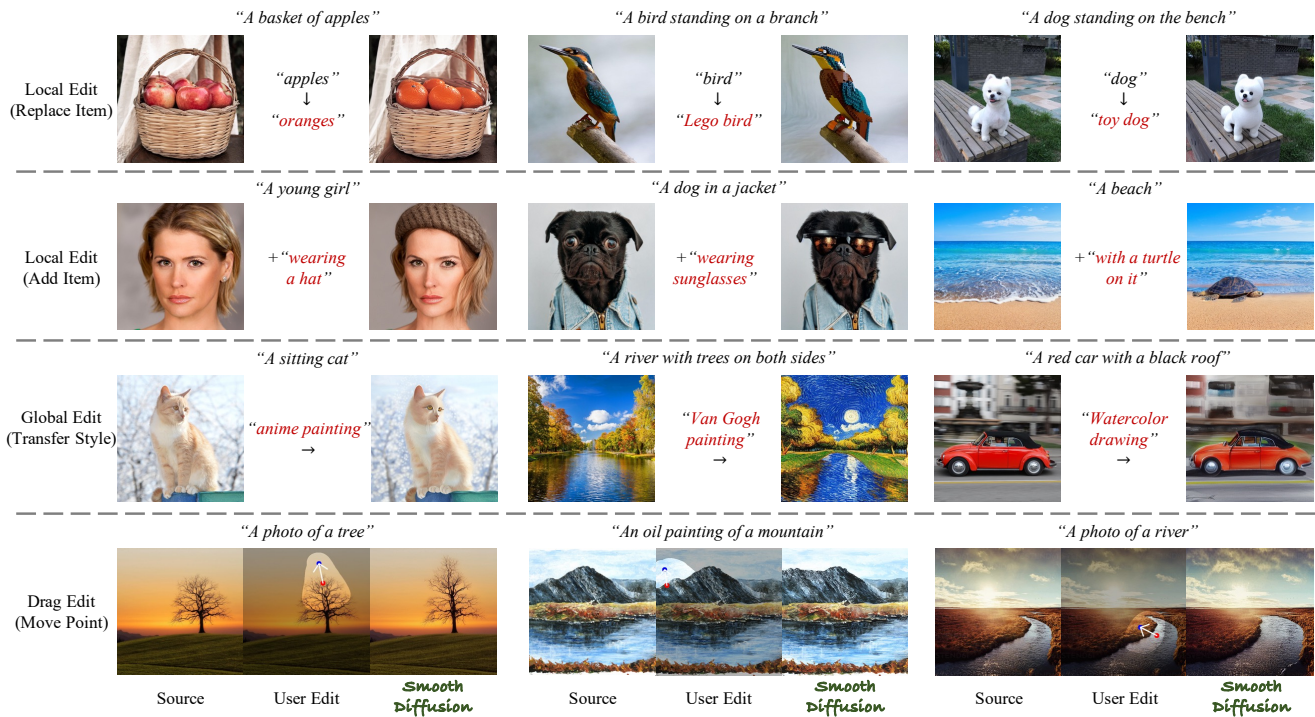 “A basket of apples” “A bird standing on a branch” “A dog standing on the bench”
Local Edit
(Replace Item)
“apples”
↓
“oranges”
“bird”
↓
“Lego bird”
“dog”
↓
“toy dog”
“A young girl” “A dog in a jacket” “A beach”
Local Edit
(Add Item)
+“wearing
a hat”
+“wearing
sunglasses”
+“with a turtle
on it”
“A sitting cat” “A river with trees on both sides” “A red car with a black roof”
Global Edit
(Transfer Style)
“anime painting”
→
“Van Gogh
painting”
→
“Watercolor
drawing”
→
“A photo of a tree” “An oil painting of a mountain” “A photo of a river”
Drag Edit
(Move Point)
Source User Edit Smooth
Diffusion
Source User Edit Smooth
Diffusion
Source User Edit Smooth
Diffusion